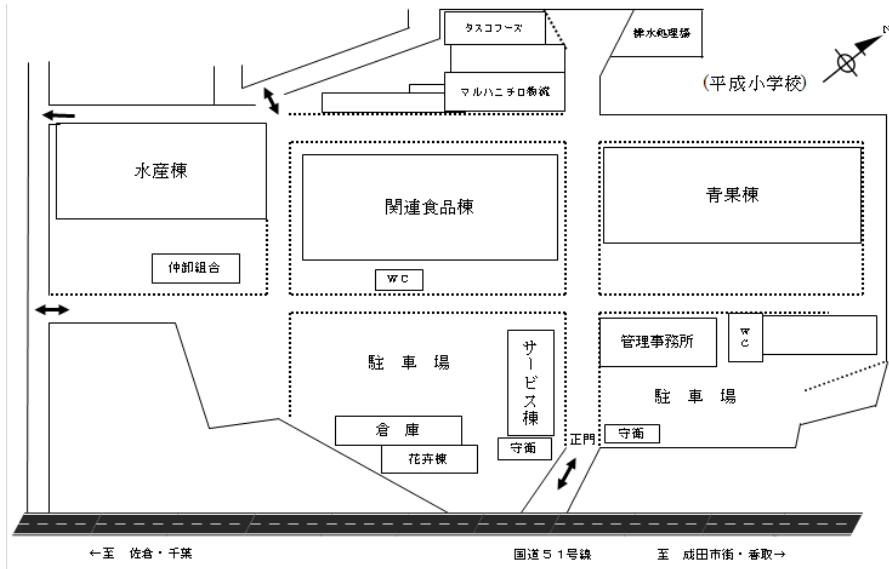 タスコフーズ
排水処理場
N
マルハニチロ物流
(平成小学校)
水産棟
関連食品棟
青果棟
仲卸組合
WC
管理事務所
WC
駐車場
サービス棟
駐車場
倉庫
花卉棟
守衛
正門
守衛
←至 佐倉・千葉
国道51号線
至 成田市街・香取→